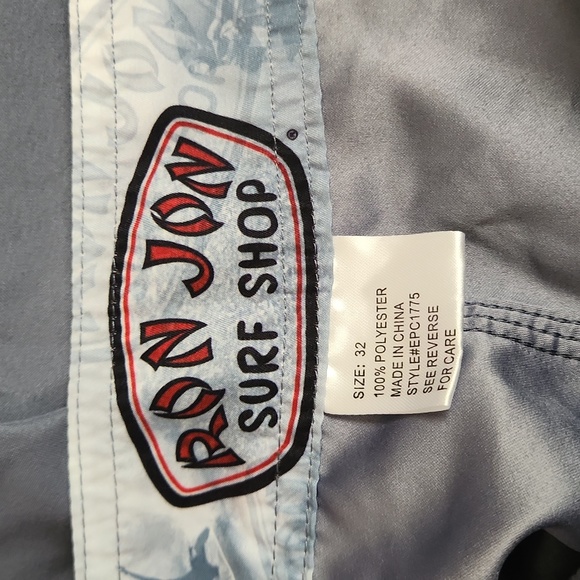 RON JON
SURF SHOP
®
SIZE: 32
100% POLYESTER
MADE IN CHINA
STYLE#EPC1775
SEE REVERSE
FOR CARE